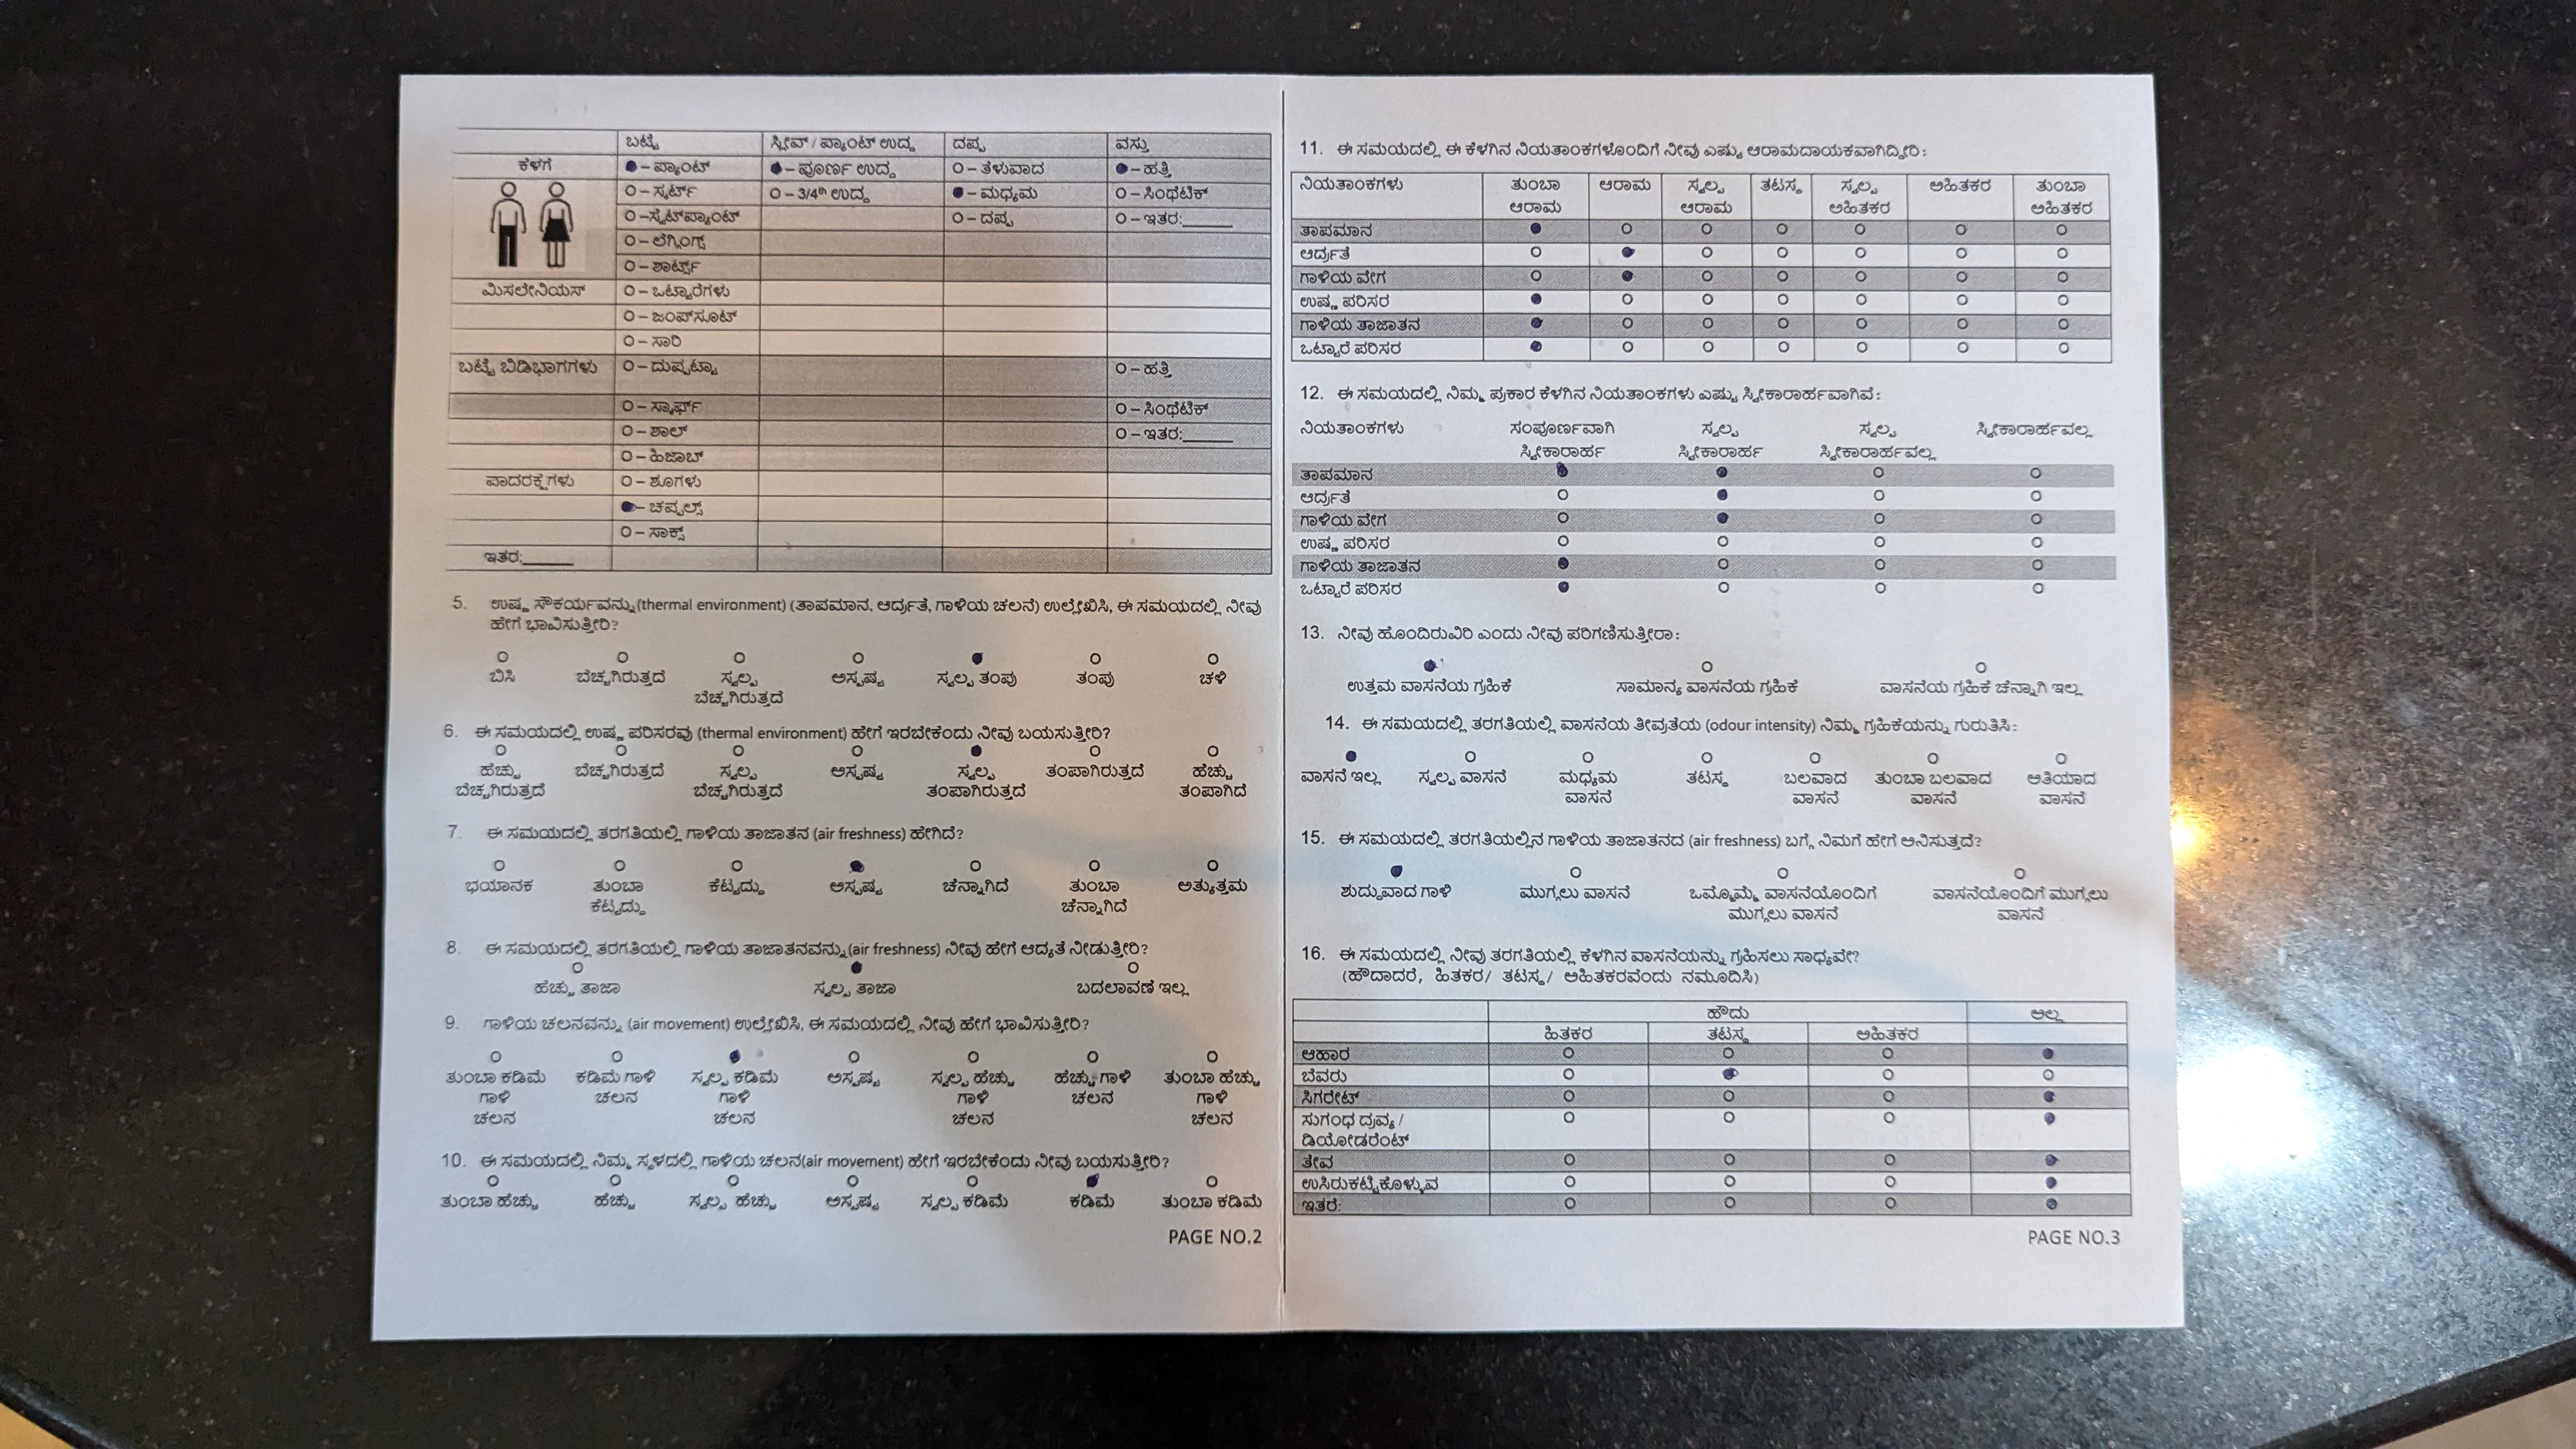 ಬಟ್ಟೆ ಸ್ಲೀವ್ / ಪ್ಯಾಂಟ್ ಉದ್ದ ದಪ್ಪ ವಸ್ತು
ಕೆಳಗೆ ●– ಪ್ಯಾಂಟ್ ●– ಪೂರ್ಣ ಉದ್ದ O – ತೆಳುವಾದ ●– ಹತ್ತಿ
O – ಸ್ಕರ್ಟ್ O – 3/4th ಉದ್ದ ●– ಮಧ್ಯಮ O – ಸಿಂಥೆಟಿಕ್
O –ಸ್ವೆಟ್‌ಪ್ಯಾಂಟ್ O – ದಪ್ಪ O – ಇತರ:______
O – ಲೆಗ್ಗಿಂಗ್ಸ್
O – ಶಾರ್ಟ್ಸ್
ಮಿಸಲೇನಿಯಸ್ O – ಒಟ್ಟಾರೆಗಳು
O – ಜಂಪ್‌ಸೂಟ್
O – ಸಾರಿ
ಬಟ್ಟೆ ಬಿಡಿಭಾಗಗಳು O – ದುಪ್ಪಟ್ಟಾ O – ಹತ್ತಿ
O – ಸ್ಕಾರ್ಫ್ O – ಸಿಂಥೆಟಿಕ್
O – ಶಾಲ್ O – ಇತರ:______
O – ಹಿಜಾಬ್
ಪಾದರಕ್ಷೆಗಳು O – ಶೂಗಳು
●– ಚಪ್ಪಲ್ಸ್
O – ಸಾಕ್ಸ್
ಇತರ:______
5. ಉಷ್ಣ ಸೌಕರ್ಯವನ್ನು(thermal environment) (ತಾಪಮಾನ, ಆರ್ದ್ರತೆ, ಗಾಳಿಯ ಚಲನೆ) ಉಲ್ಲೇಖಿಸಿ, ಈ ಸಮಯದಲ್ಲಿ ನೀವು
ಹೇಗೆ ಭಾವಿಸುತ್ತೀರಿ?
ಬಿಸಿ ಬೆಚ್ಚಗಿರುತ್ತದೆ ಸ್ವಲ್ಪ ಅಸ್ಪಷ್ಟ ಸ್ವಲ್ಪ ತಂಪು ತಂಪು ಚಳಿ
ಬೆಚ್ಚಗಿರುತ್ತದೆ
6. ಈ ಸಮಯದಲ್ಲಿ ಉಷ್ಣ ಪರಿಸರವು (thermal environment) ಹೇಗೆ ಇರಬೇಕೆಂದು ನೀವು ಬಯಸುತ್ತೀರಿ?
ಹೆಚ್ಚು ಬೆಚ್ಚಗಿರುತ್ತದೆ ಸ್ವಲ್ಪ ಅಸ್ಪಷ್ಟ ಸ್ವಲ್ಪ ತಂಪಾಗಿರುತ್ತದೆ ಹೆಚ್ಚು
ಬೆಚ್ಚಗಿರುತ್ತದೆ ಬೆಚ್ಚಗಿರುತ್ತದೆ ತಂಪಾಗಿರುತ್ತದೆ ತಂಪಾಗಿದೆ
7. ಈ ಸಮಯದಲ್ಲಿ ತರಗತಿಯಲ್ಲಿ ಗಾಳಿಯ ತಾಜಾತನ (air freshness) ಹೇಗಿದೆ?
ಭಯಾನಕ ತುಂಬಾ ಕೆಟ್ಟದ್ದು ಅಸ್ಪಷ್ಟ ಚೆನ್ನಾಗಿದೆ ತುಂಬಾ ಅತ್ಯುತ್ತಮ
ಕೆಟ್ಟದ್ದು ಚೆನ್ನಾಗಿದೆ
8. ಈ ಸಮಯದಲ್ಲಿ ತರಗತಿಯಲ್ಲಿ ಗಾಳಿಯ ತಾಜಾತನವನ್ನು(air freshness) ನೀವು ಹೇಗೆ ಆದ್ಯತೆ ನೀಡುತ್ತೀರಿ?
ಹೆಚ್ಚು ತಾಜಾ ಸ್ವಲ್ಪ ತಾಜಾ ಬದಲಾವಣೆ ಇಲ್ಲ
9. ಗಾಳಿಯ ಚಲನವನ್ನು (air movement) ಉಲ್ಲೇಖಿಸಿ, ಈ ಸಮಯದಲ್ಲಿ ನೀವು ಹೇಗೆ ಭಾವಿಸುತ್ತೀರಿ?
ತುಂಬಾ ಕಡಿಮೆ ಕಡಿಮೆ ಗಾಳಿ ಸ್ವಲ್ಪ ಕಡಿಮೆ ಅಸ್ಪಷ್ಟ ಸ್ವಲ್ಪ ಹೆಚ್ಚು ಹೆಚ್ಚು ಗಾಳಿ ತುಂಬಾ ಹೆಚ್ಚು
ಗಾಳಿ ಚಲನ ಗಾಳಿ ಗಾಳಿ ಚಲನ ಗಾಳಿ
ಚಲನ ಚಲನ ಚಲನ ಚಲನ
10. ಈ ಸಮಯದಲ್ಲಿ ನಿಮ್ಮ ಸ್ಥಳದಲ್ಲಿ ಗಾಳಿಯ ಚಲನ(air movement) ಹೇಗೆ ಇರಬೇಕೆಂದು ನೀವು ಬಯಸುತ್ತೀರಿ?
ತುಂಬಾ ಹೆಚ್ಚು ಹೆಚ್ಚು ಸ್ವಲ್ಪ ಹೆಚ್ಚು ಅಸ್ಪಷ್ಟ ಸ್ವಲ್ಪ ಕಡಿಮೆ ಕಡಿಮೆ ತುಂಬಾ ಕಡಿಮೆ
PAGE NO.2
11. ಈ ಸಮಯದಲ್ಲಿ ಈ ಕೆಳಗಿನ ನಿಯತಾಂಕಗಳೊಂದಿಗೆ ನೀವು ಎಷ್ಟು ಆರಾಮದಾಯಕವಾಗಿದ್ದೀರಿ:
ನಿಯತಾಂಕಗಳು ತುಂಬಾ ಆರಾಮ ಸ್ವಲ್ಪ ತಟಸ್ಥ ಸ್ವಲ್ಪ ಅಹಿತಕರ ತುಂಬಾ
ಆರಾಮ ಆರಾಮ ಅಹಿತಕರ ಅಹಿತಕರ
ತಾಪಮಾನ
ಆರ್ದ್ರತೆ
ಗಾಳಿಯ ವೇಗ
ಉಷ್ಣ ಪರಿಸರ
ಗಾಳಿಯ ತಾಜಾತನ
ಒಟ್ಟಾರೆ ಪರಿಸರ
12. ಈ ಸಮಯದಲ್ಲಿ ನಿಮ್ಮ ಪ್ರಕಾರ ಕೆಳಗಿನ ನಿಯತಾಂಕಗಳು ಎಷ್ಟು ಸ್ವೀಕಾರಾರ್ಹವಾಗಿವೆ:
ನಿಯತಾಂಕಗಳು ಸಂಪೂರ್ಣವಾಗಿ ಸ್ವಲ್ಪ ಸ್ವಲ್ಪ ಸ್ವೀಕಾರಾರ್ಹವಲ್ಲ
ಸ್ವೀಕಾರಾರ್ಹ ಸ್ವೀಕಾರಾರ್ಹ ಸ್ವೀಕಾರಾರ್ಹವಲ್ಲ
ತಾಪಮಾನ
ಆರ್ದ್ರತೆ
ಗಾಳಿಯ ವೇಗ
ಉಷ್ಣ ಪರಿಸರ
ಗಾಳಿಯ ತಾಜಾತನ
ಒಟ್ಟಾರೆ ಪರಿಸರ
13. ನೀವು ಹೊಂದಿರುವಿರಿ ಎಂದು ನೀವು ಪರಿಗಣಿಸುತ್ತೀರಾ:
ಉತ್ತಮ ವಾಸನೆಯ ಗ್ರಹಿಕೆ ಸಾಮಾನ್ಯ ವಾಸನೆಯ ಗ್ರಹಿಕೆ ವಾಸನೆಯ ಗ್ರಹಿಕೆ ಚೆನ್ನಾಗಿ ಇಲ್ಲ
14. ಈ ಸಮಯದಲ್ಲಿ ತರಗತಿಯಲ್ಲಿ ವಾಸನೆಯ ತೀವ್ರತೆಯ (odour intensity) ನಿಮ್ಮ ಗ್ರಹಿಕೆಯನ್ನು ಗುರುತಿಸಿ:
ವಾಸನೆ ಇಲ್ಲ ಸ್ವಲ್ಪ ವಾಸನೆ ಮಧ್ಯಮ ತಟಸ್ಥ ಬಲವಾದ ತುಂಬಾ ಬಲವಾದ ಅತಿಯಾದ
ವಾಸನೆ ವಾಸನೆ ವಾಸನೆ ವಾಸನೆ
15. ಈ ಸಮಯದಲ್ಲಿ ತರಗತಿಯಲ್ಲಿನ ಗಾಳಿಯ ತಾಜಾತನದ (air freshness) ಬಗ್ಗೆ ನಿಮಗೆ ಹೇಗೆ ಅನಿಸುತ್ತದೆ?
ಶುದ್ದುವಾದ ಗಾಳಿ ಮುಗ್ಗಲು ವಾಸನೆ ಒಮ್ಮೊಮ್ಮೆ ವಾಸನೆಯೊಂದಿಗೆ ವಾಸನೆಯೊಂದಿಗೆ ಮುಗ್ಗಲು
ಮುಗ್ಗಲು ವಾಸನೆ ವಾಸನೆ
16. ಈ ಸಮಯದಲ್ಲಿ ನೀವು ತರಗತಿಯಲ್ಲಿ ಕೆಳಗಿನ ವಾಸನೆಯನ್ನು ಗ್ರಹಿಸಲು ಸಾಧ್ಯವೇ?
(ಹೌದಾದರೆ, ಹಿತಕರ/ ತಟಸ್ಥ/ ಅಹಿತಕರವೆಂದು ನಮೂದಿಸಿ)
ಹೌದು ಅಲ್ಲ
ಹಿತಕರ ತಟಸ್ಥ ಅಹಿತಕರ
ಆಹಾರ
ಬೆವರು
ಸಿಗರೇಟ್
ಸುಗಂಧ ದ್ರವ್ಯ /
ಡಿಯೋಡರೆಂಟ್
ತೇವ
ಉಸಿರುಕಟ್ಟಿಕೊಳ್ಳುವ
ಇತರೆ:
PAGE NO.3